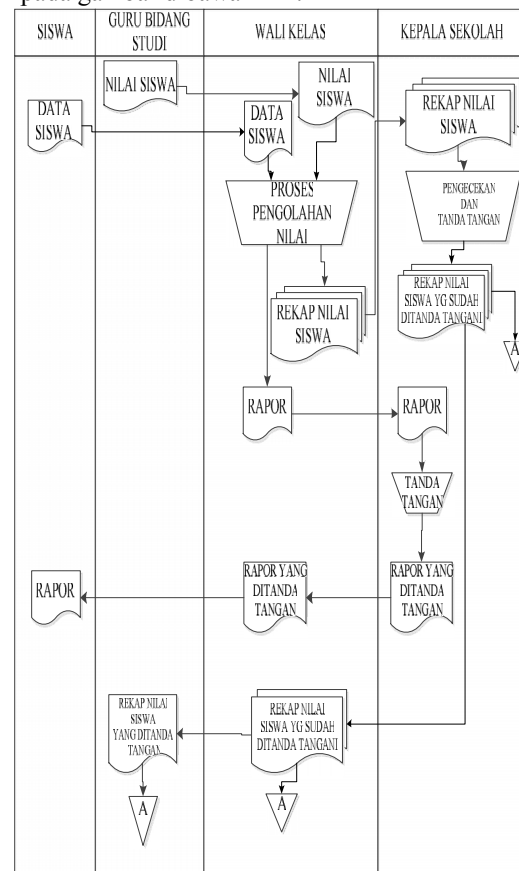 SISWA
GURU BIDANG
STUDI
WALI KELAS
KEPALA SEKOLAH
NILAI SISWA
NILAI
SISWA
DATA
SISWA
DATA
SISWA
REKAP NILAI
SISWA
PROSES
PENGOLAHAN
NILAI
PENGECEKAN
DAN
TANDA TANGAN
REKAP NILAI
SISWA
REKAP NILAI
SISWA YG SUDAH
DITANDA TANGANI
A
RAPOR
RAPOR
TANDA
TANGAN
RAPOR
RAPOR YANG
DITANDA
TANGAN
RAPOR YANG
DITANDA
TANGAN
REKAP NILAI
SISWA
YANG DITANDA
TANGAN
REKAP NILAI
SISWA YG SUDAH
DITANDA TANGANI
A
A